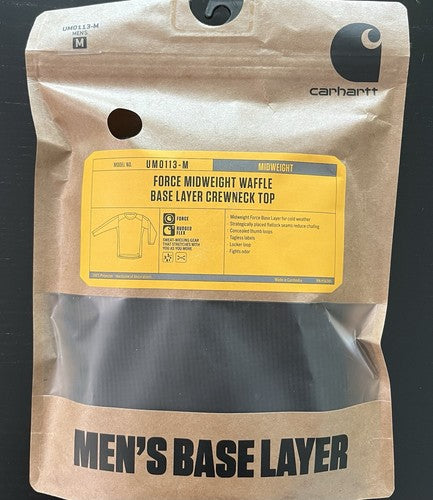 UM0113-M
MEN'S
M
carhartt
MODEL NO.
UM0113-M
MIDWEIGHT
FORCE MIDWEIGHT WAFFLE
BASE LAYER CREWNECK TOP
FORCE
RUGGED
FLEX
SWEAT-WICKING GEAR
THAT STRETCHES WITH
YOU AS YOU MOVE.
· Midweight Force Base Layer for cold weather
· Strategically placed flatlock seams reduce chafing
· Concealed thumb loops
· Tagless labels
· Locker loop
· Fights odor
Made in Cambodia
MEN'S BASE LAYER